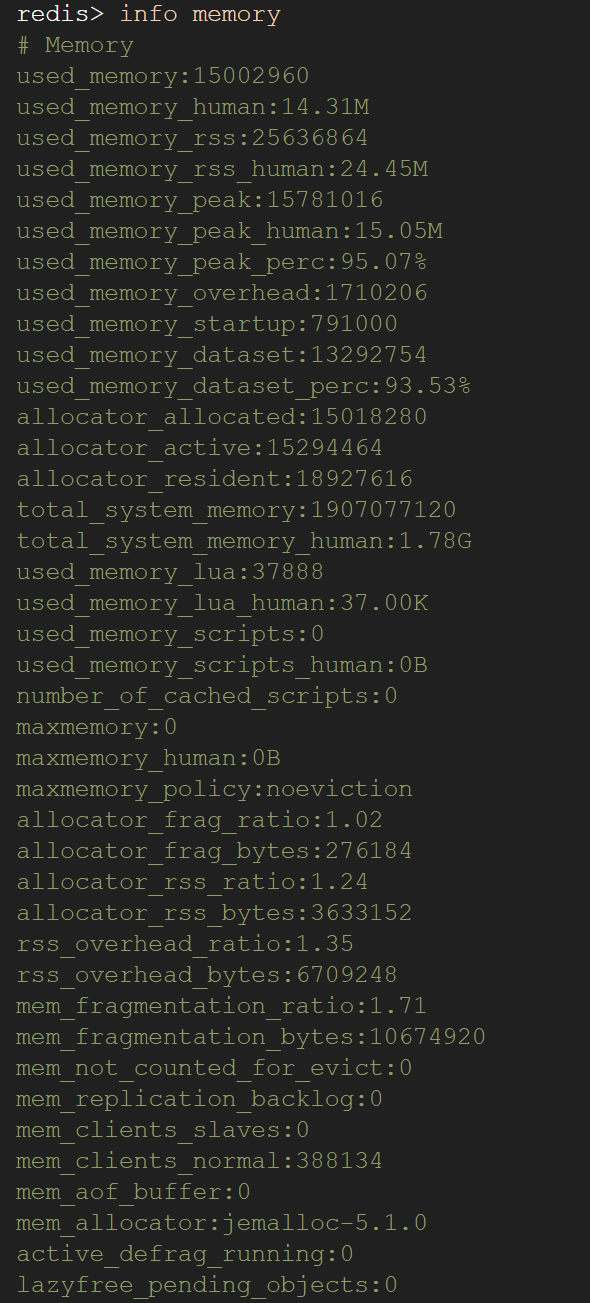 redis> info memory
# Memory
used_memory:15002960
used_memory_human:14.31M
used_memory_rss:25636864
used_memory_rss_human:24.45M
used_memory_peak:15781016
used_memory_peak_human:15.05M
used_memory_peak_perc:95.07%
used_memory_overhead:1710206
used_memory_startup:791000
used_memory_dataset:13292754
used_memory_dataset_perc:93.53%
allocator_allocated:15018280
allocator_active:15294464
allocator_resident:18927616
total_system_memory:1907077120
total_system_memory_human:1.78G
used_memory_lua:37888
used_memory_lua_human:37.00K
used_memory_scripts:0
used_memory_scripts_human:0B
number_of_cached_scripts:0
maxmemory:0
maxmemory_human:0B
maxmemory_policy:noeviction
allocator_frag_ratio:1.02
allocator_frag_bytes:276184
allocator_rss_ratio:1.24
allocator_rss_bytes:3633152
rss_overhead_ratio:1.35
rss_overhead_bytes:6709248
mem_fragmentation_ratio:1.71
mem_fragmentation_bytes:10674920
mem_not_counted_for_evict:0
mem_replication_backlog:0
mem_clients_slaves:0
mem_clients_normal:388134
mem_aof_buffer:0
mem_allocator:jemalloc-5.1.0
active_defrag_running:0
lazyfree_pending_objects:0